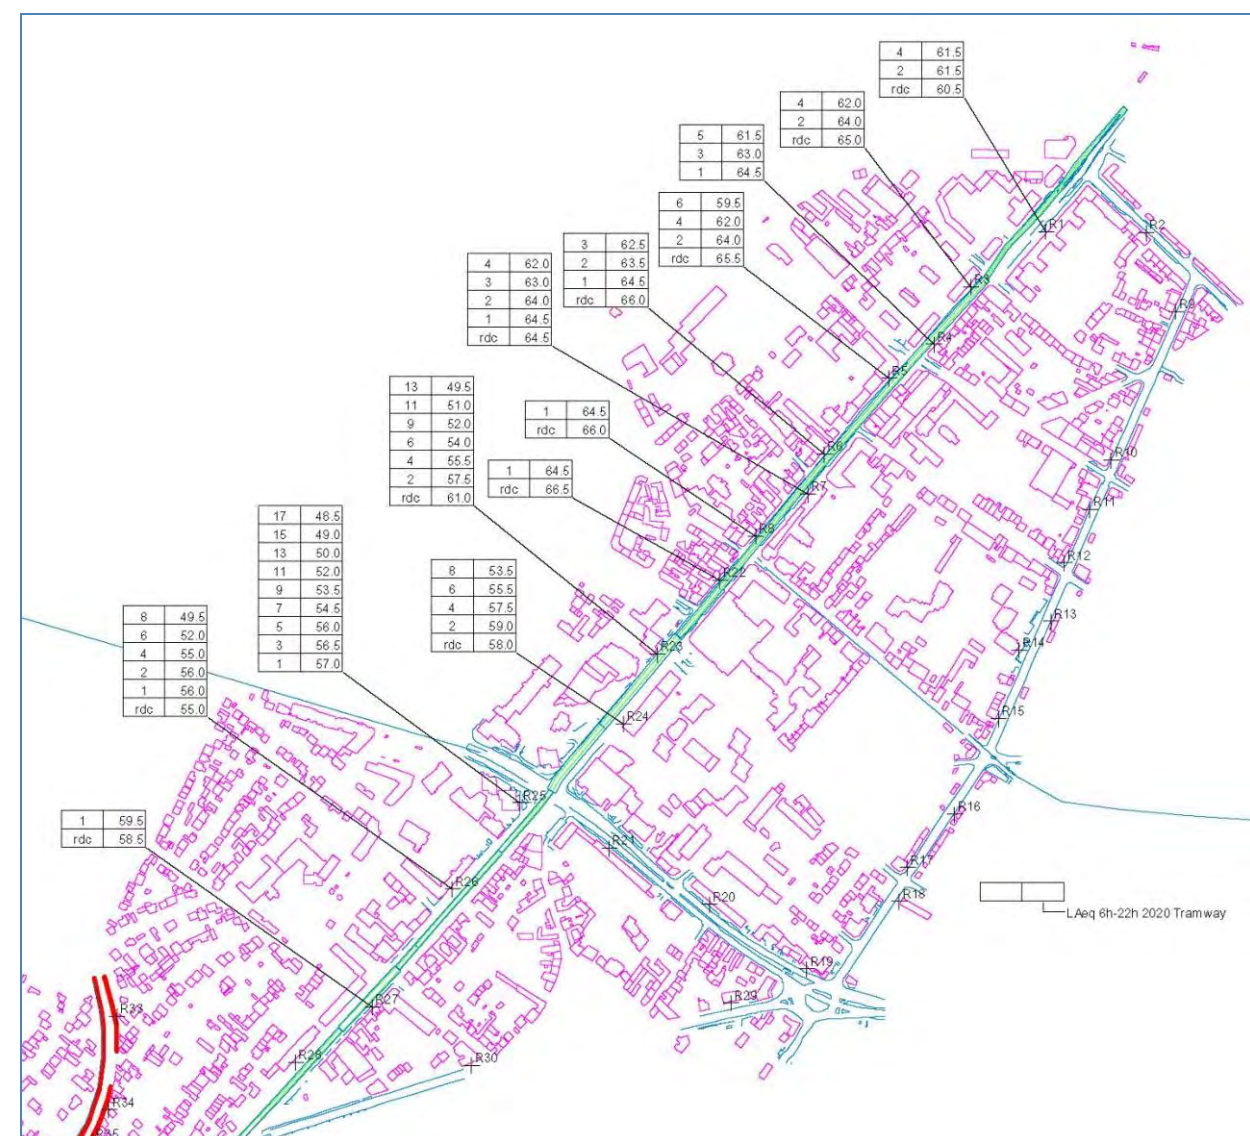 4 61.5
2 61.5
rdc 60.5
4 62.0
2 64.0
rdc 65.0
5 61.5
3 63.0
1 64.5
6 59.5
4 62.0
2 64.0
rdc 65.5
3 62.5
2 63.5
1 64.5
rdc 66.0
4 62.0
3 63.0
2 64.0
1 64.5
rdc 64.5
13 49.5
11 51.0
9 52.0
6 54.0
4 55.5
2 57.5
rdc 61.0
1 64.5
rdc 66.0
1 64.5
rdc 66.5
17 48.5
15 49.0
13 50.0
11 52.0
9 53.5
7 54.5
5 56.0
3 56.5
1 57.0
8 53.5
6 55.5
4 57.5
2 59.0
rdc 58.0
8 49.5
6 52.0
4 55.0
2 56.0
1 56.0
rdc 55.0
1 59.5
rdc 58.5
R1
R2
R3
R9
R4
R5
R6
R10
R7
R11
R8
R12
R22
R13
R23
R14
R24
R15
R25
R16
R21
R17
R26
R20
R18
LAeq 6h-22h 2020 Tramway
R19
R27
R29
R33
R28
R30
R34
R35